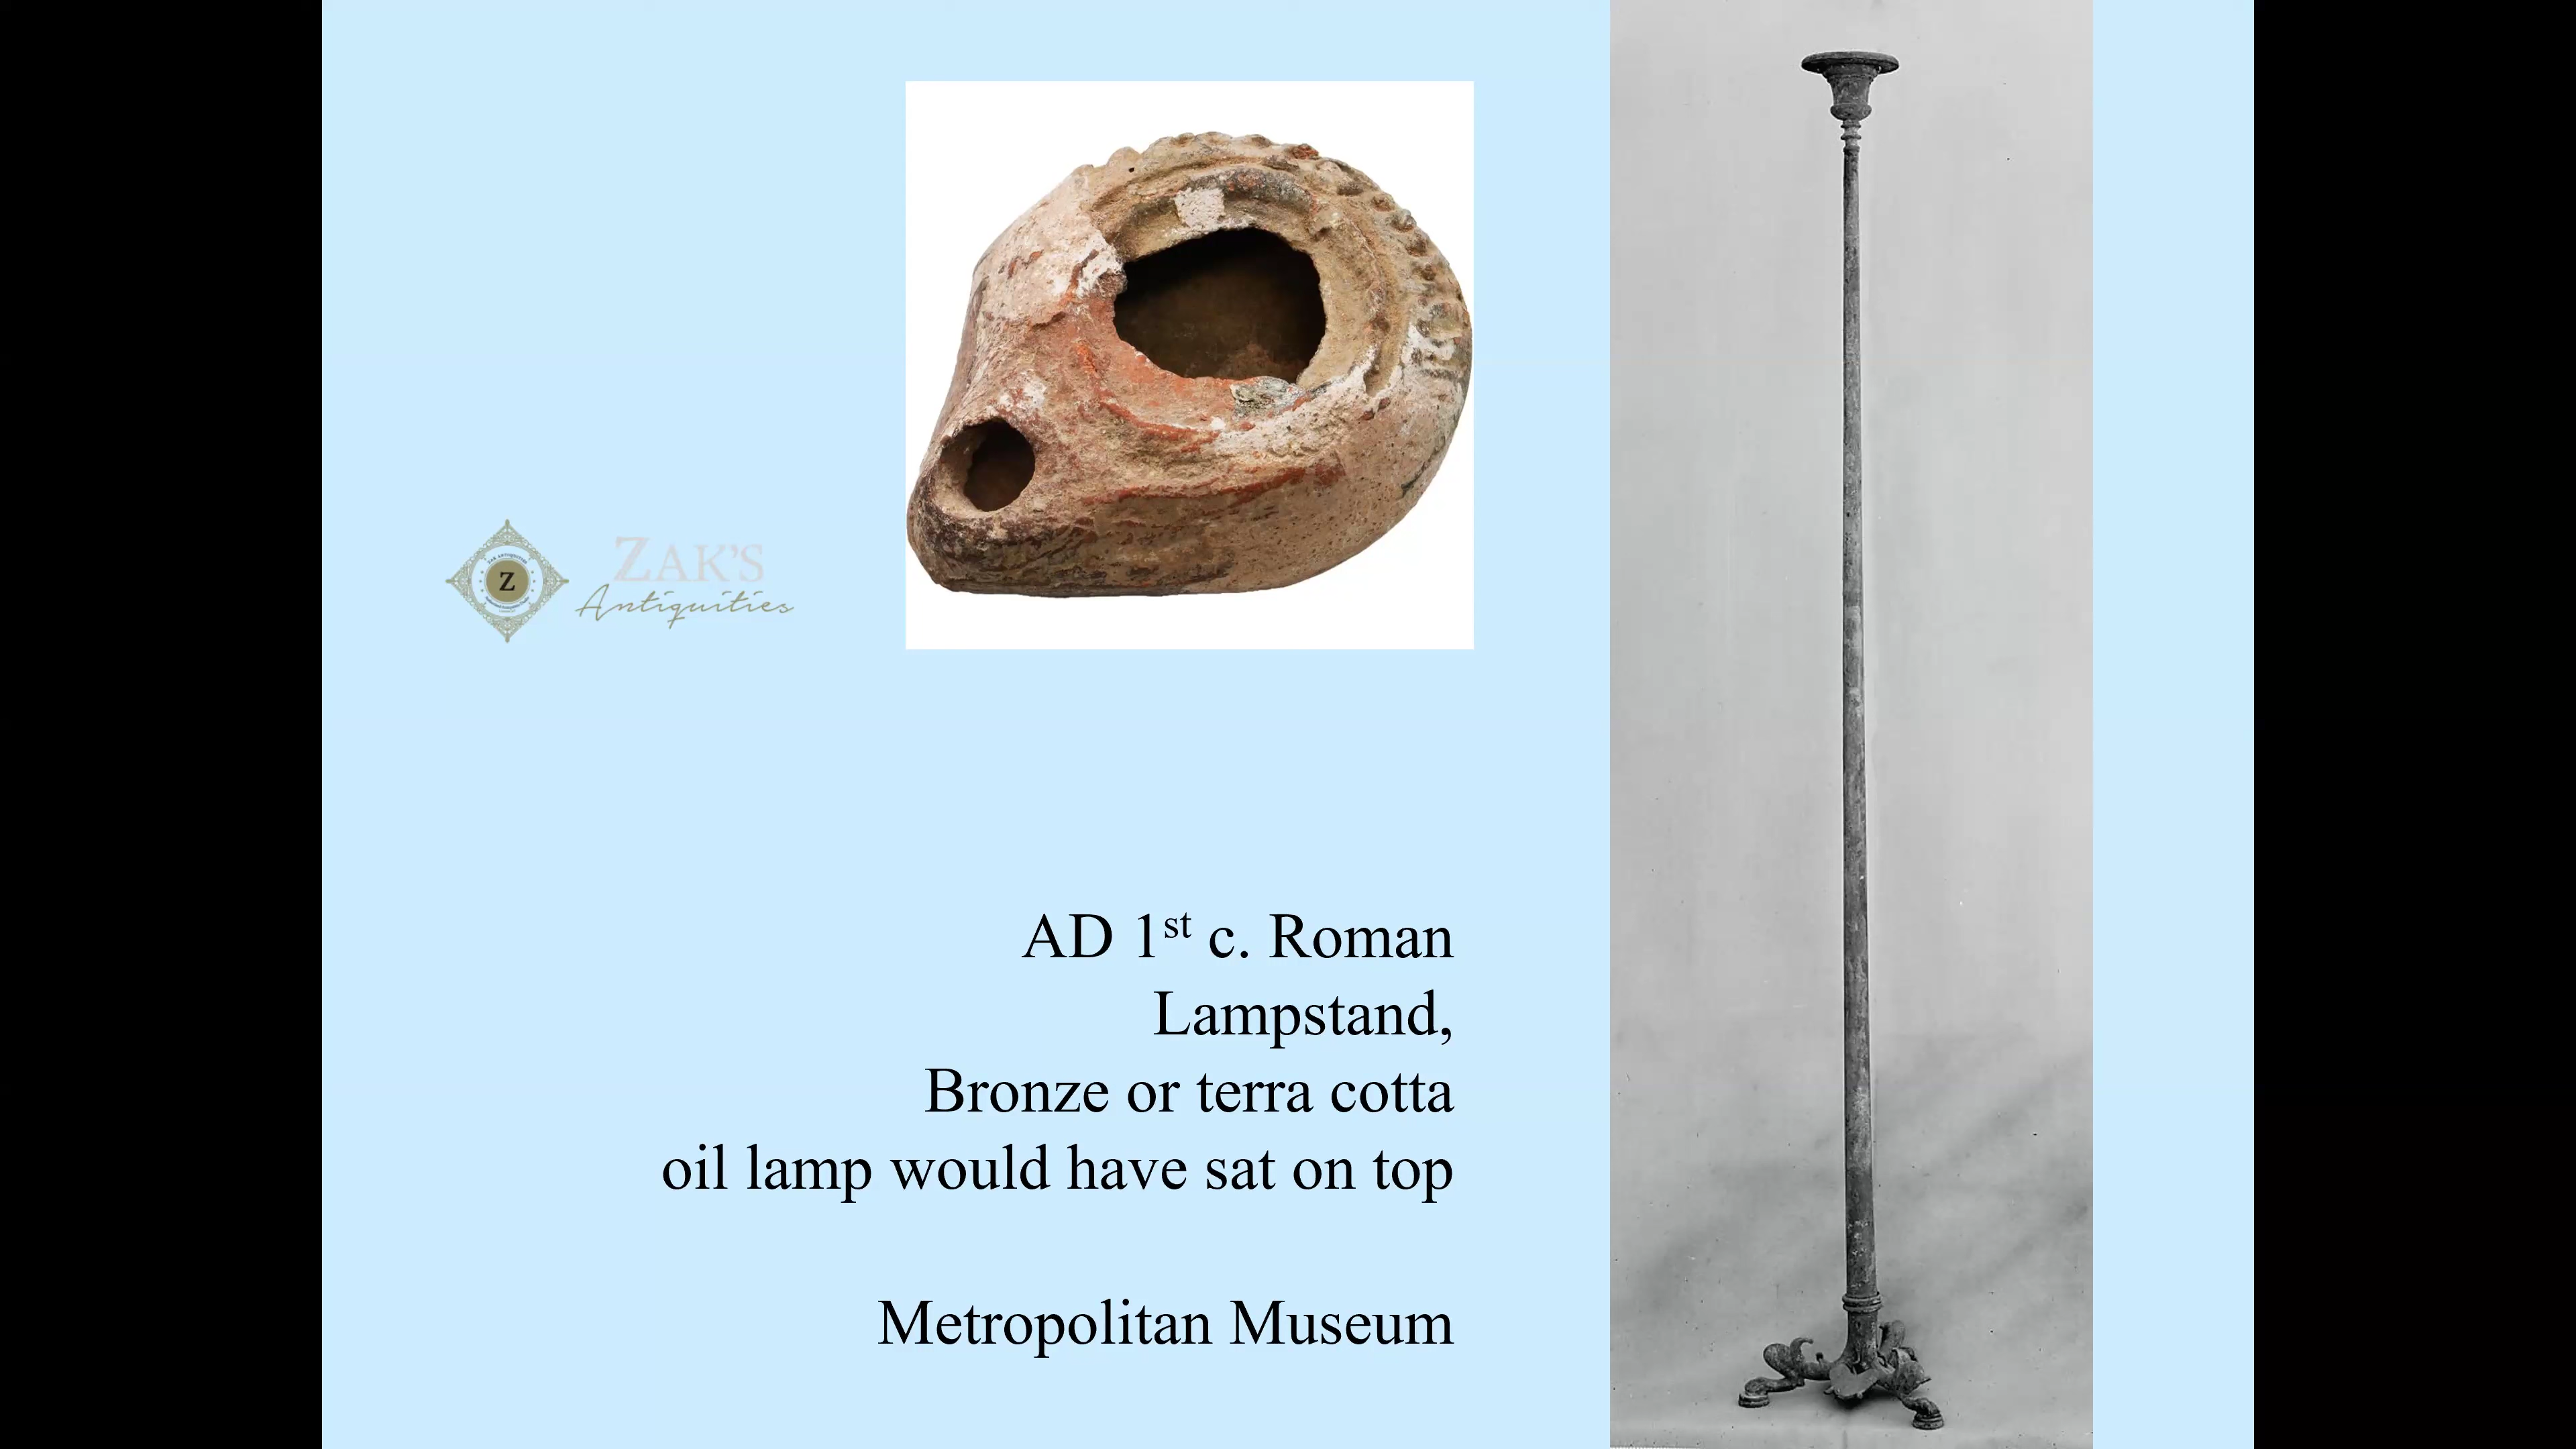 ZAK'S
Antiquities
Z
AD 1st c. Roman
Lampstand,
Bronze or terra cotta
oil lamp would have sat on top
Metropolitan Museum